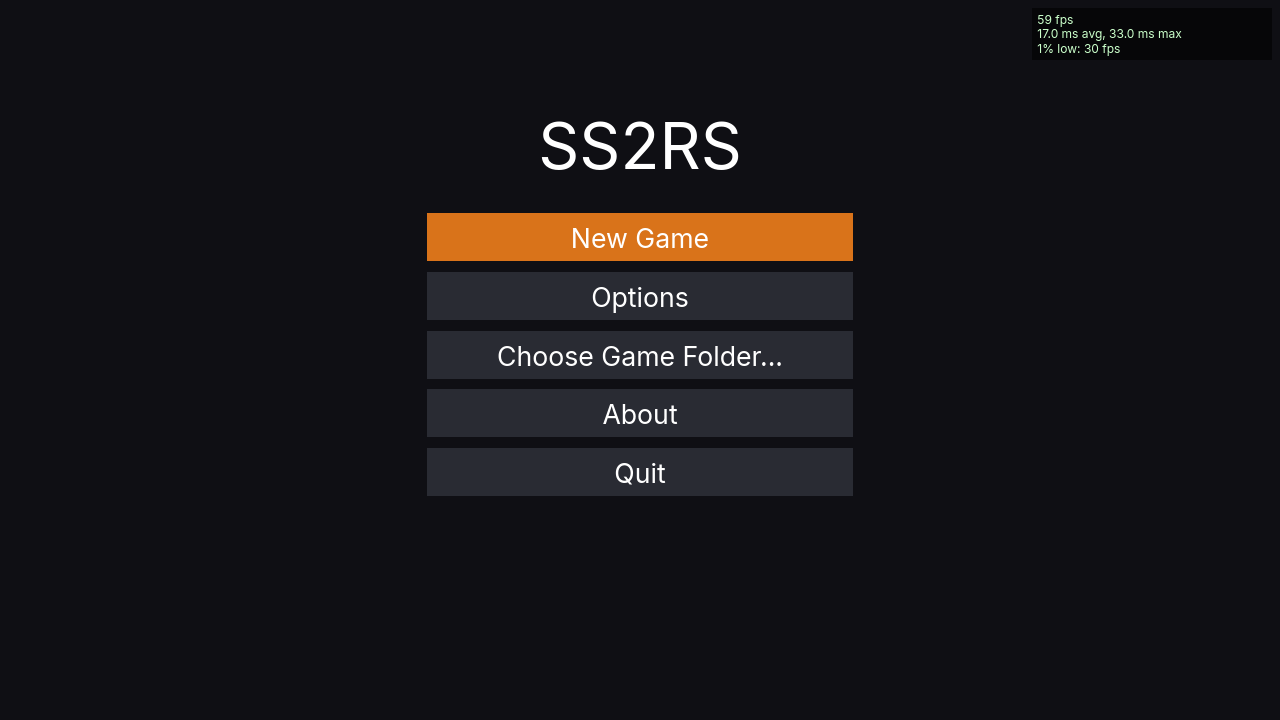 59 fps
17.0 ms avg, 33.0 ms max
1% low: 30 fps
SS2RS
New Game
Options
Choose Game Folder...
About
Quit